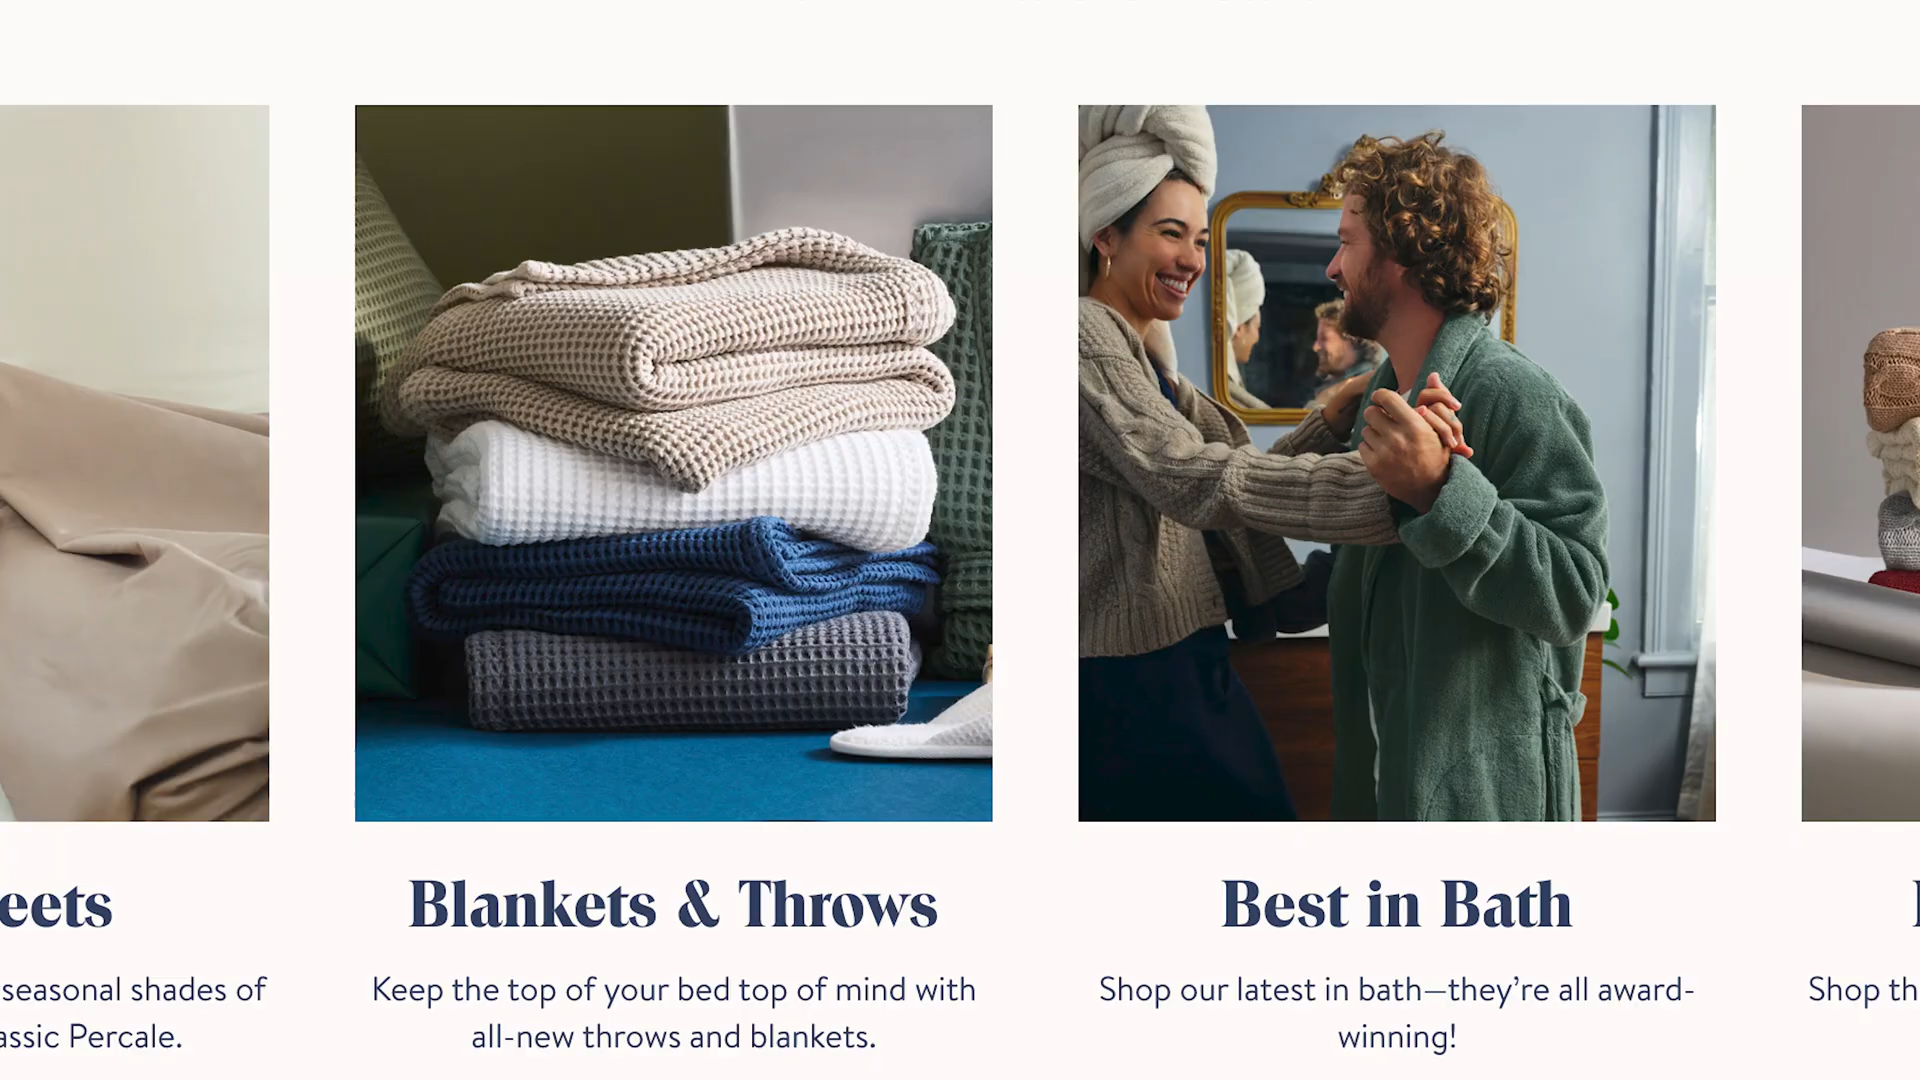 eets
seasonal shades of
assic Percale.
Blankets & Throws
Keep the top of your bed top of mind with
all-new throws and blankets.
Best in Bath
Shop our latest in bath—they're all award-
winning!
Shop th